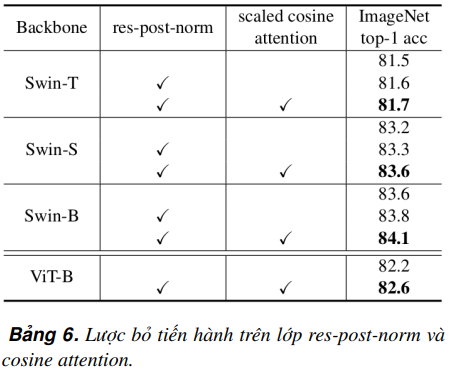 Backbone res-post-norm scaled cosine attention ImageNet top-1 acc
81.5
Swin-T ✓ 81.6
✓ ✓ 81.7
83.2
Swin-S ✓ 83.3
✓ ✓ 83.6
83.6
Swin-B ✓ 83.8
✓ ✓ 84.1
ViT-B 82.2
✓ ✓ 82.6
Bảng 6. Lược bỏ tiến hành trên lớp res-post-norm và
cosine attention.